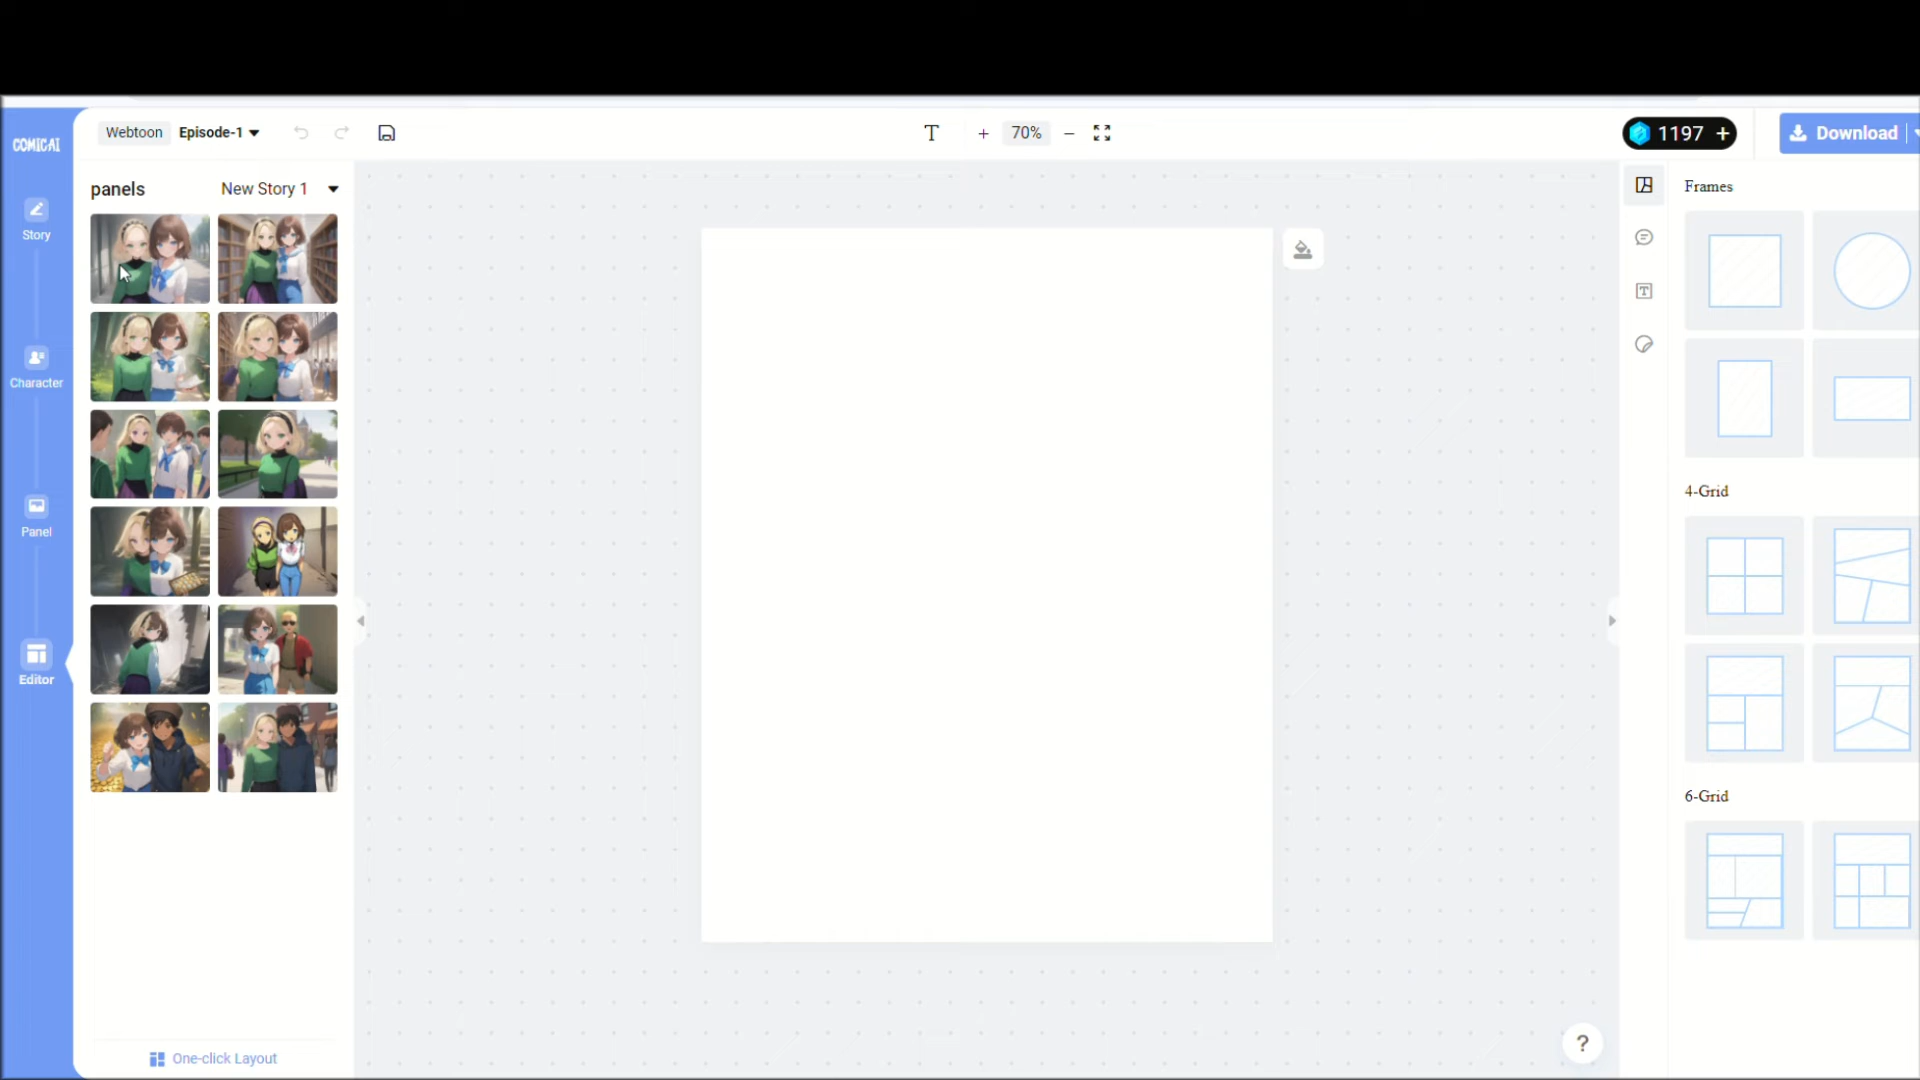 COMICAI
Webtoon
Episode-1
T
+
70%
−
1197 +
Download
Story
Character
Panel
Editor
panels
New Story 1
One-click Layout
T
Frames
4-Grid
6-Grid
?